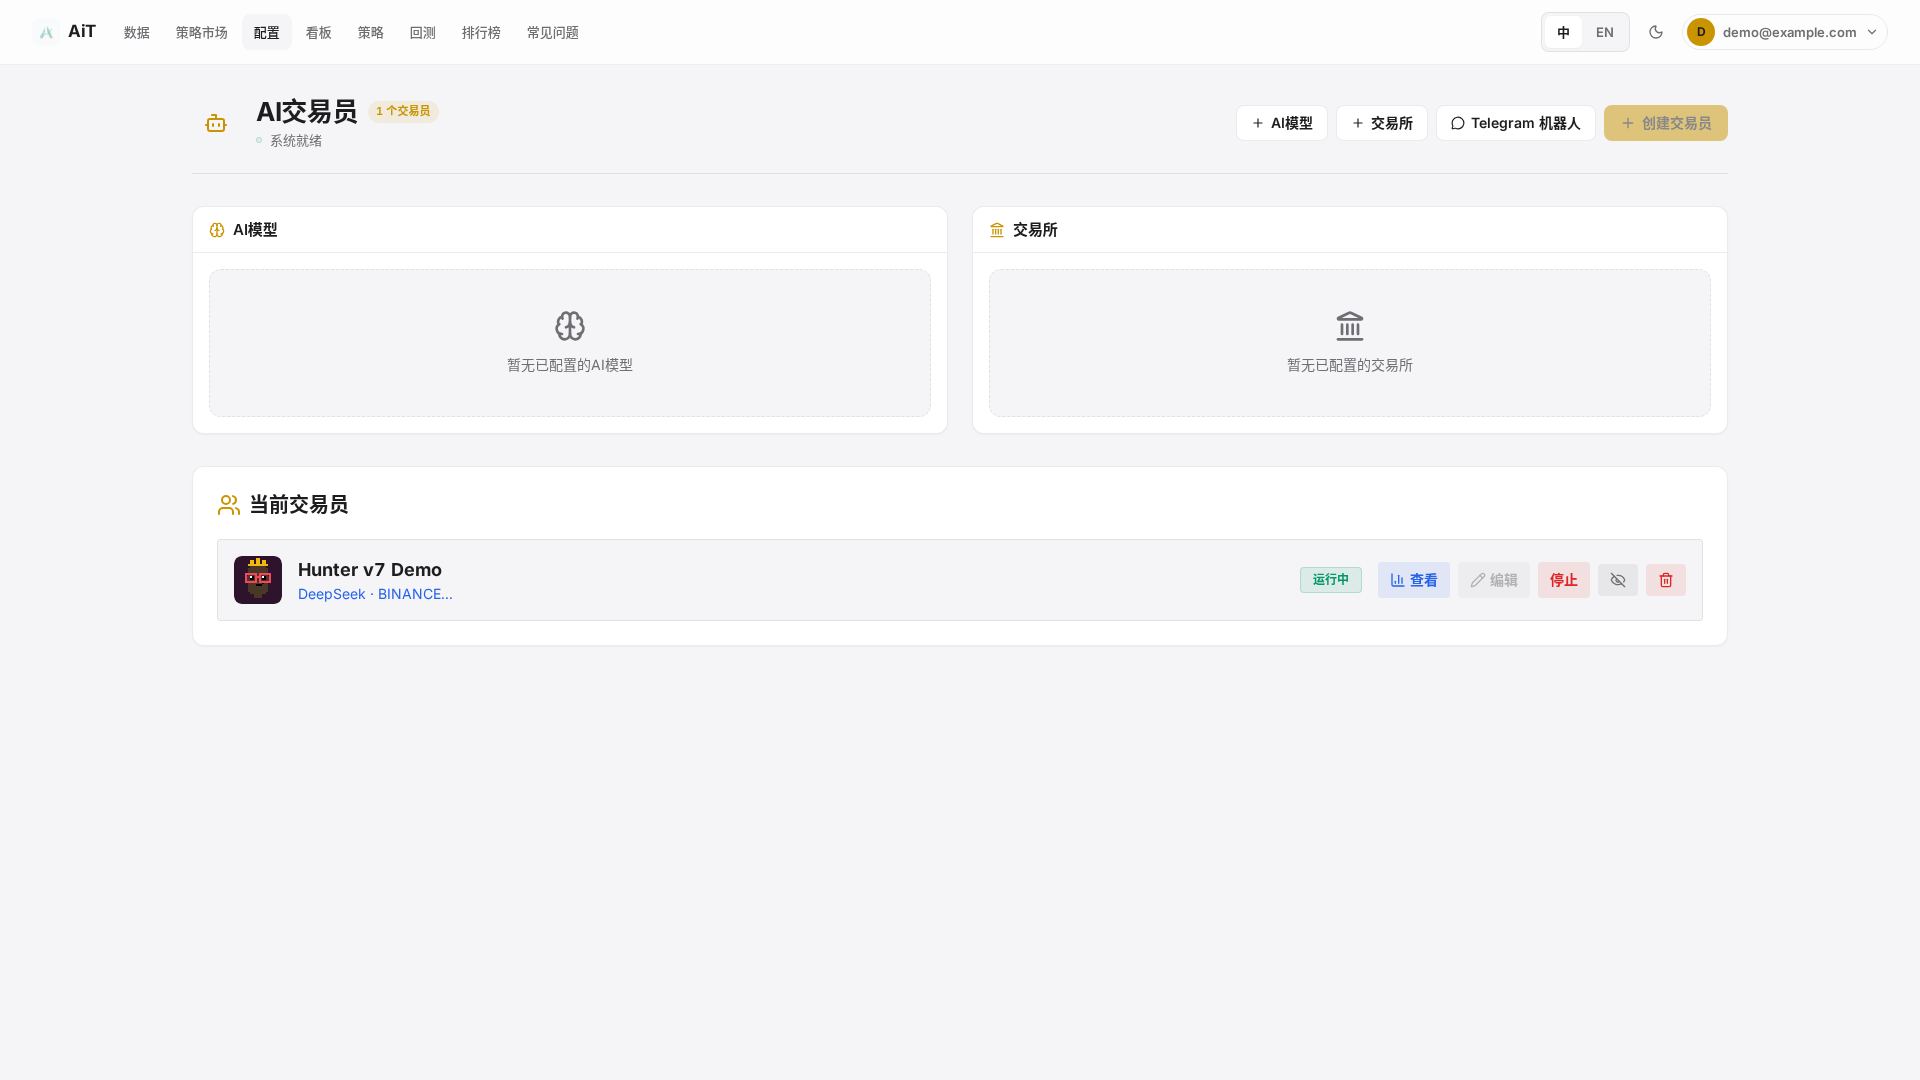 AiT
数据
策略市场
配置
看板
策略
回测
排行榜
常见问题
中
EN
D
demo@example.com
AI交易员
1 个交易员
系统就绪
AI模型
交易所
Telegram 机器人
创建交易员
AI模型
暂无已配置的AI模型
交易所
暂无已配置的交易所
当前交易员
Hunter v7 Demo
DeepSeek · BINANCE...
运行中
查看
编辑
停止